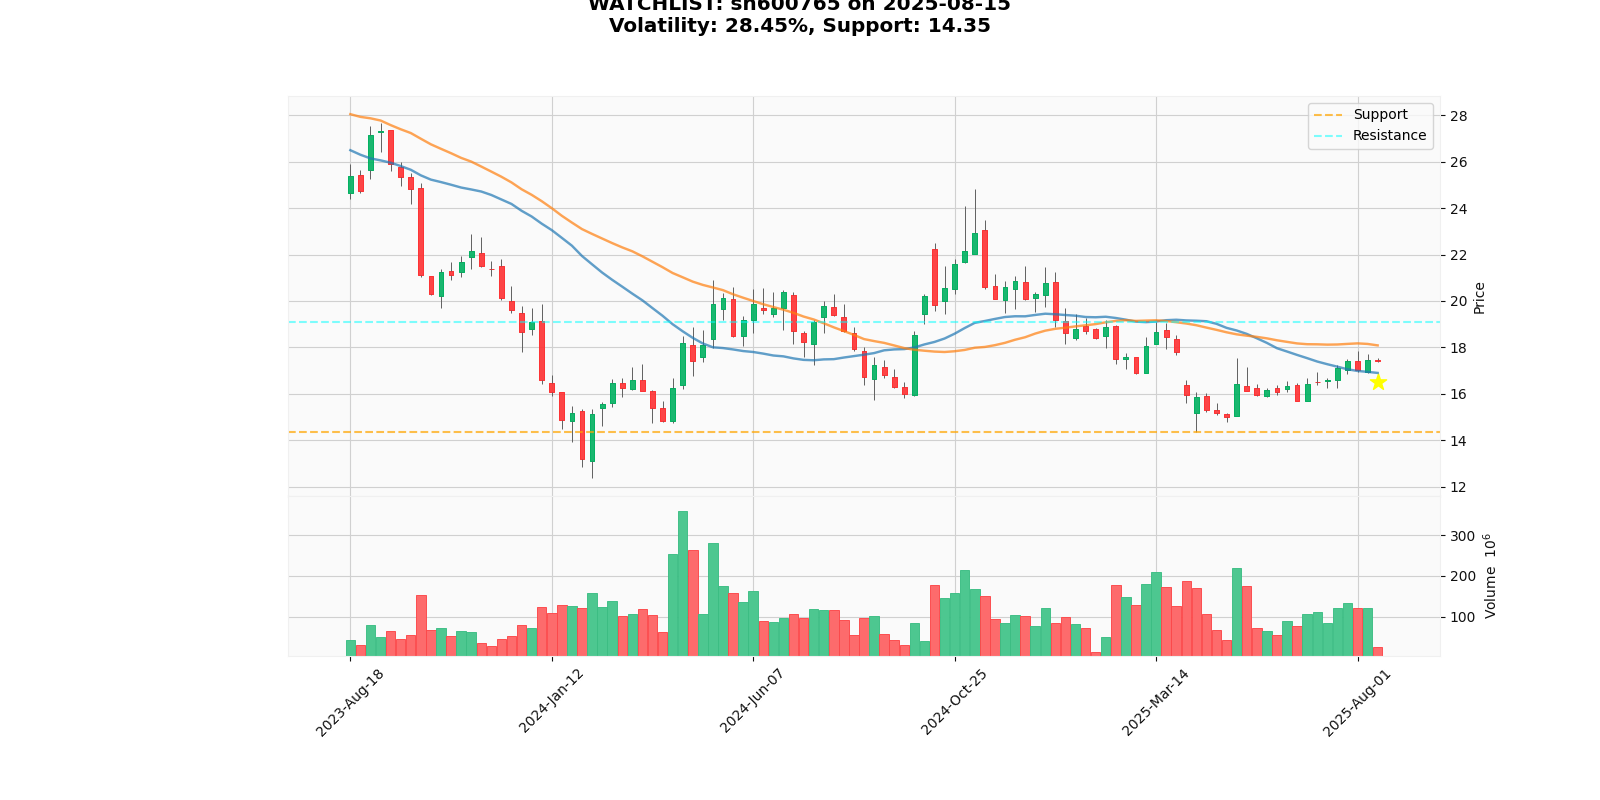 WATCHLIST: sh600765 on 2025-08-15
Volatility: 28.45%, Support: 14.35
Support
Resistance
28
26
24
22
20
18
16
14
12
Price
300
200
100
Volume 10⁶
2023-Aug-18
2024-Jan-12
2024-Jun-07
2024-Oct-25
2025-Mar-14
2025-Aug-01